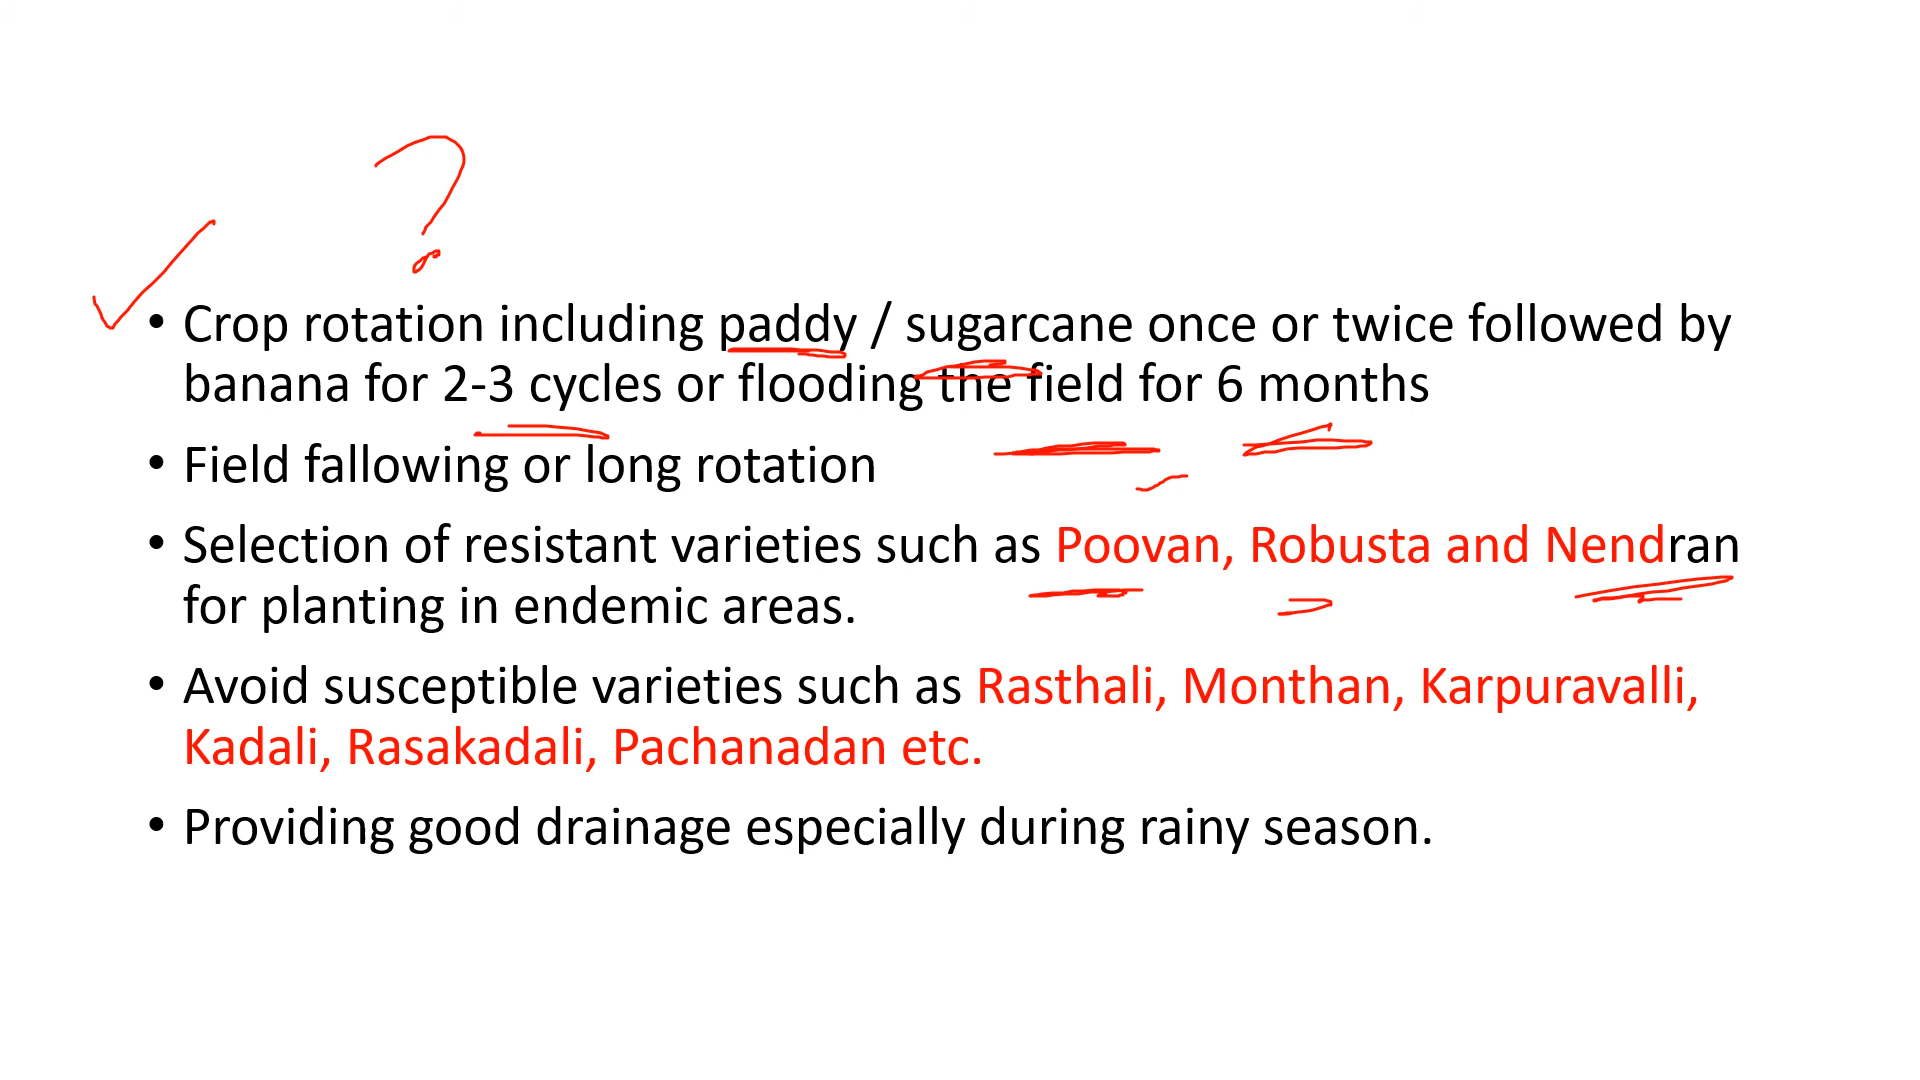 ?
• Crop rotation including paddy / sugarcane once or twice followed by
banana for 2-3 cycles or flooding the field for 6 months
• Field fallowing or long rotation
• Selection of resistant varieties such as Poovan, Robusta and Nendran
for planting in endemic areas.
• Avoid susceptible varieties such as Rasthali, Monthan, Karpuravalli,
Kadali, Rasakadali, Pachanadan etc.
• Providing good drainage especially during rainy season.